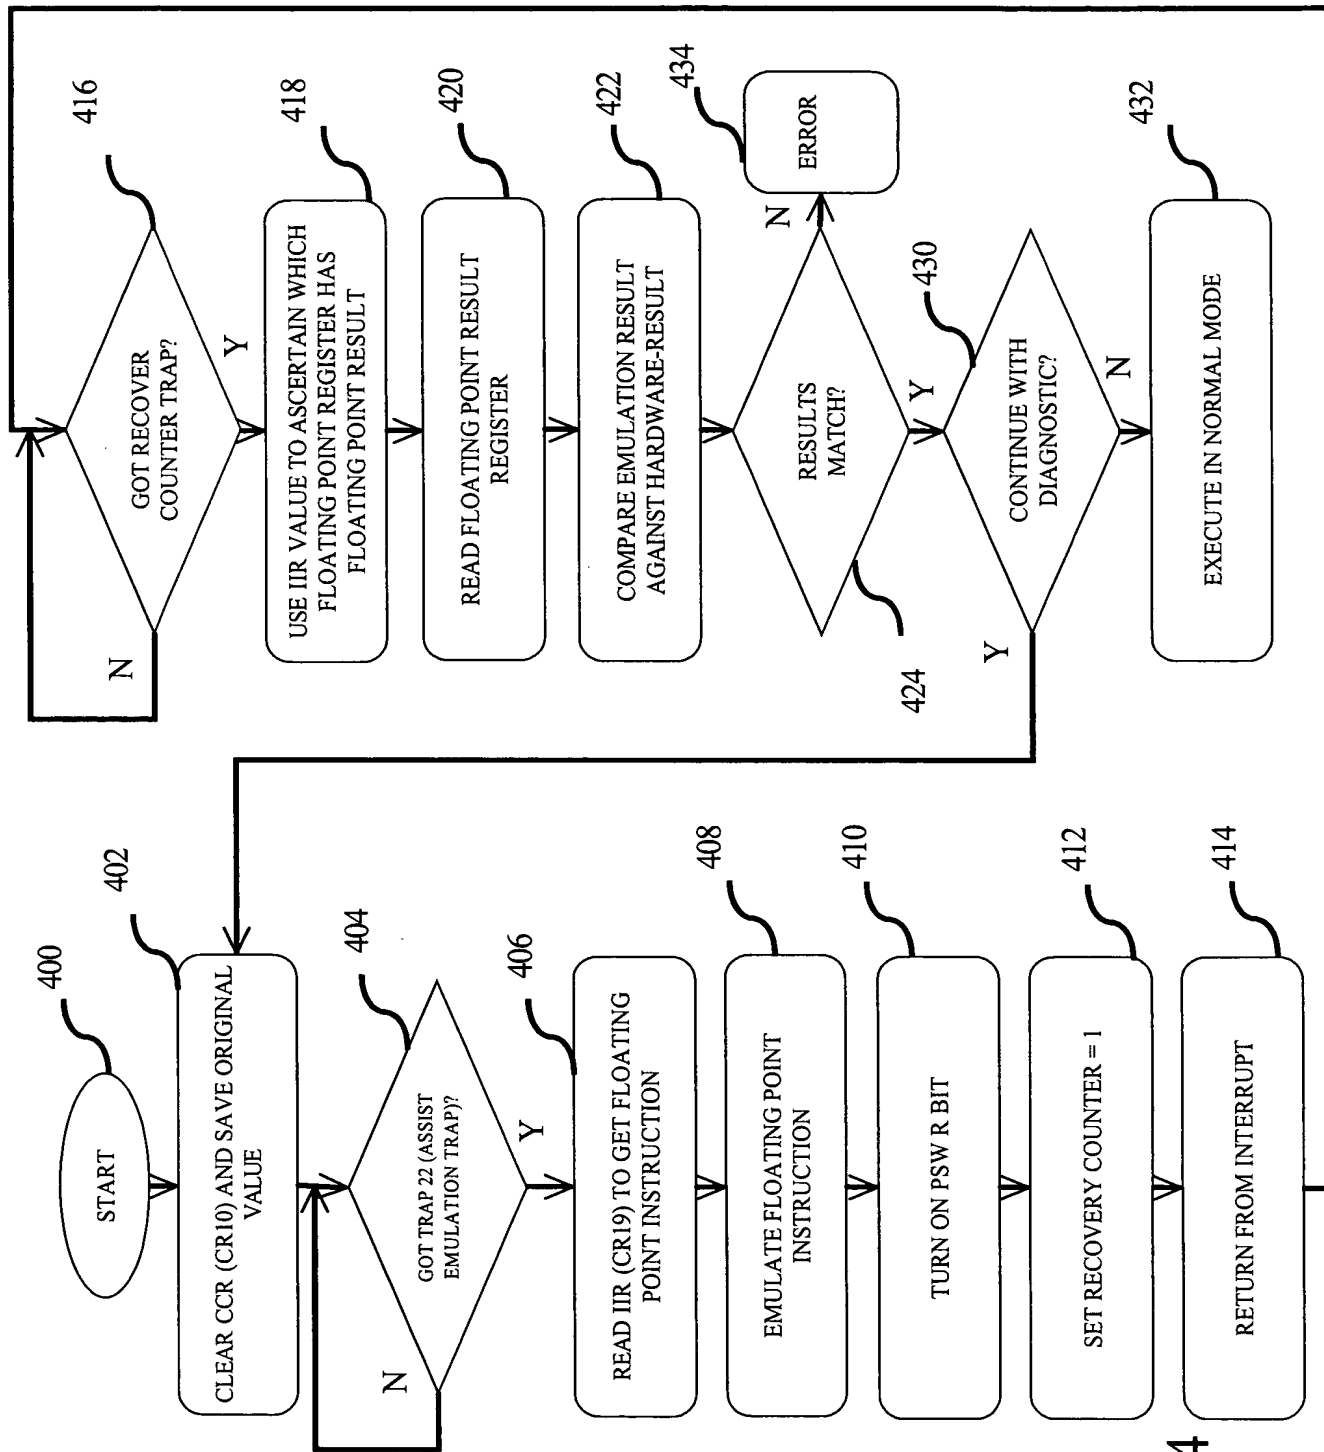 400
START
402
CLEAR CCR (CR10) AND SAVE ORIGINAL
VALUE
404
GOT TRAP 22 (ASSIST
EMULATION TRAP)?
N
Y
406
READ IIR (CR19) TO GET FLOATING
POINT INSTRUCTION
408
EMULATE FLOATING POINT
INSTRUCTION
410
TURN ON PSW R BIT
412
SET RECOVERY COUNTER = 1
414
RETURN FROM INTERRUPT
416
GOT RECOVER
COUNTER TRAP?
N
Y
418
USE IIR VALUE TO ASCERTAIN WHICH
FLOATING POINT REGISTER HAS
FLOATING POINT RESULT
420
READ FLOATING POINT RESULT
REGISTER
422
COMPARE EMULATION RESULT
AGAINST HARDWARE-RESULT
424
RESULTS
MATCH?
N
434
ERROR
Y
430
CONTINUE WITH
DIAGNOSTIC?
Y
N
432
EXECUTE IN NORMAL MODE
4